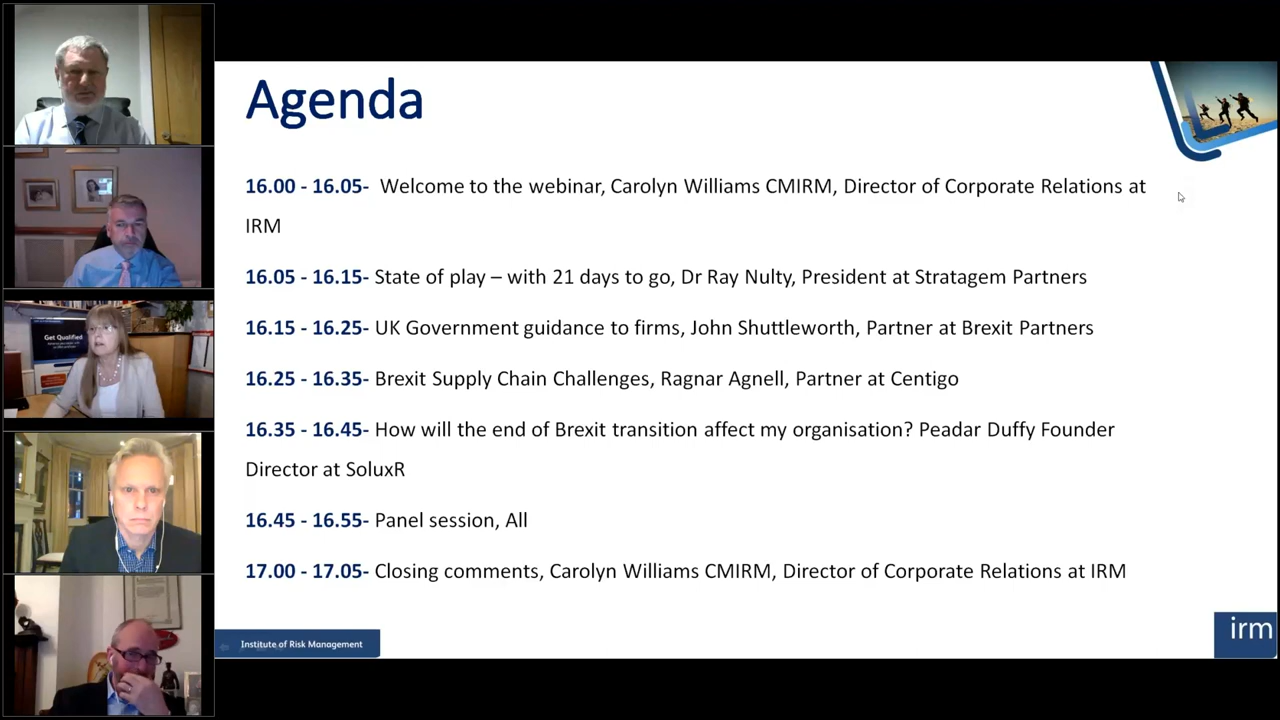 Agenda
16.00 - 16.05- Welcome to the webinar, Carolyn Williams CMIRM, Director of Corporate Relations at
IRM
16.05 - 16.15- State of play – with 21 days to go, Dr Ray Nulty, President at Stratagem Partners
16.15 - 16.25- UK Government guidance to firms, John Shuttleworth, Partner at Brexit Partners
16.25 - 16.35- Brexit Supply Chain Challenges, Ragnar Agnell, Partner at Centigo
16.35 - 16.45- How will the end of Brexit transition affect my organisation? Peadar Duffy Founder
Director at SoluxR
16.45 - 16.55- Panel session, All
17.00 - 17.05- Closing comments, Carolyn Williams CMIRM, Director of Corporate Relations at IRM
Institute of Risk Management
irm
Get Qualified